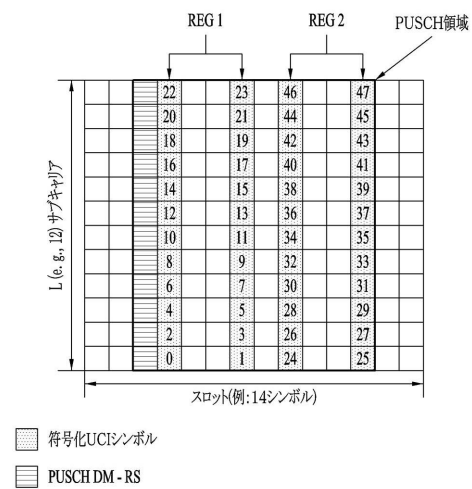 REG 1 REG 2 PUSCH領域
22 23 46 47
20 21 44 45
18 19 42 43
16 17 40 41
14 15 38 39
12 13 36 37
10 11 34 35
8 9 32 33
6 7 30 31
4 5 28 29
2 3 26 27
0 1 24 25
L (e. g., 12) サブキャリア
スロット(例:14シンボル)
符号化UCIシンボル
PUSCH DM - RS